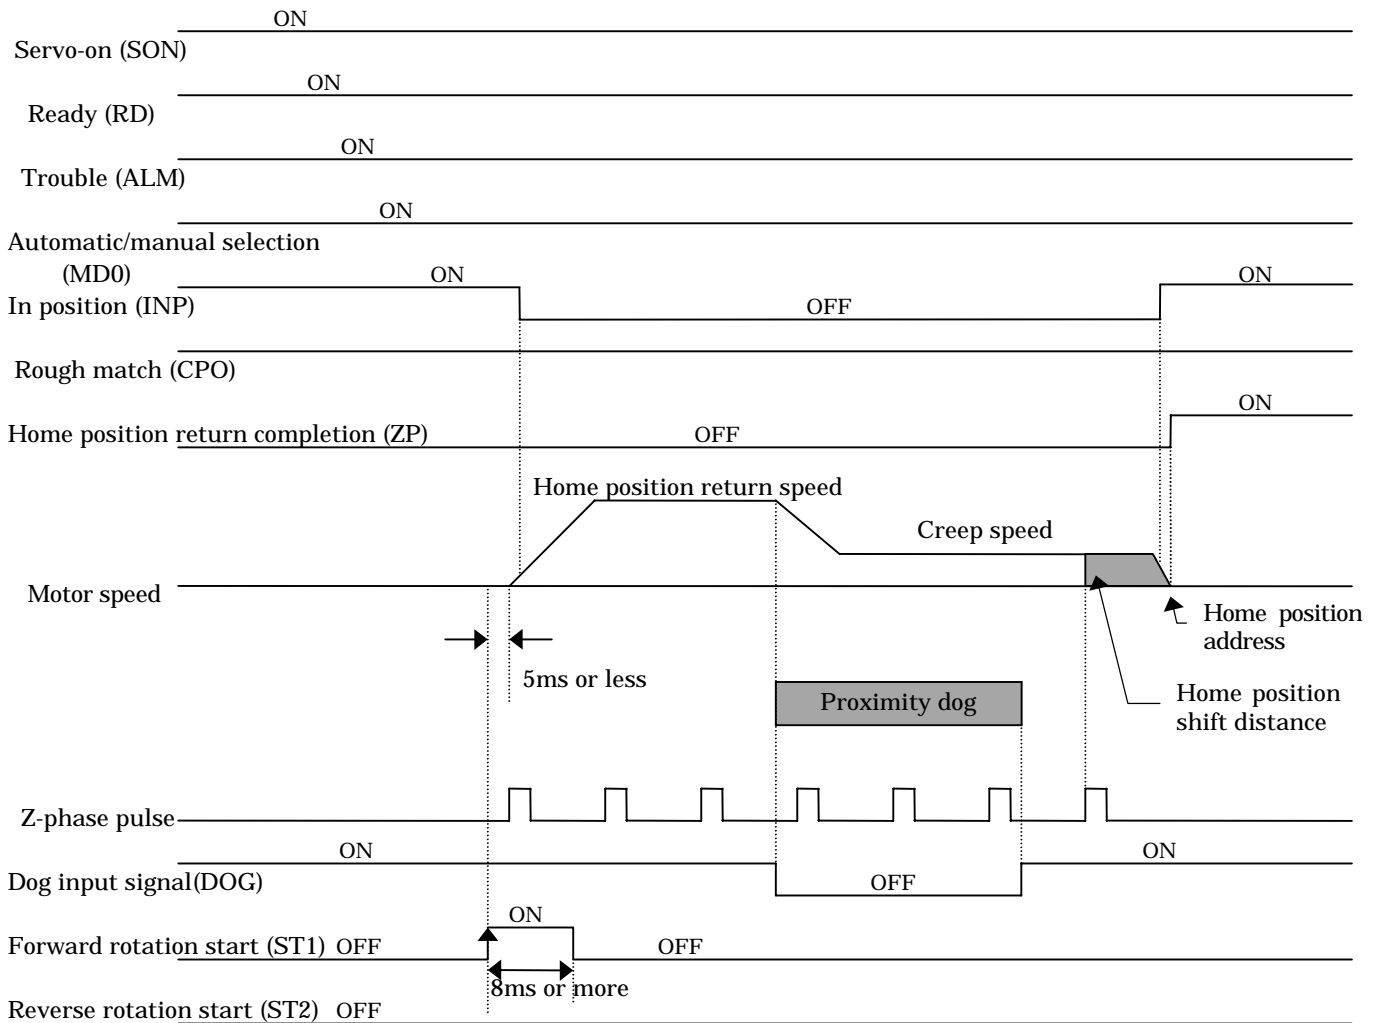 ON
Servo-on (SON)
ON
Ready (RD)
ON
Trouble (ALM)
ON
Automatic/manual selection
(MD0)
ON
ON
In position (INP)
OFF
Rough match (CPO)
ON
Home position return completion (ZP)
OFF
Home position return speed
Creep speed
Motor speed
Home position
address
5ms or less
Proximity dog
Home position
shift distance
Z-phase pulse
ON
ON
Dog input signal(DOG)
OFF
ON
Forward rotation start (ST1) OFF
OFF
8ms or more
Reverse rotation start (ST2) OFF